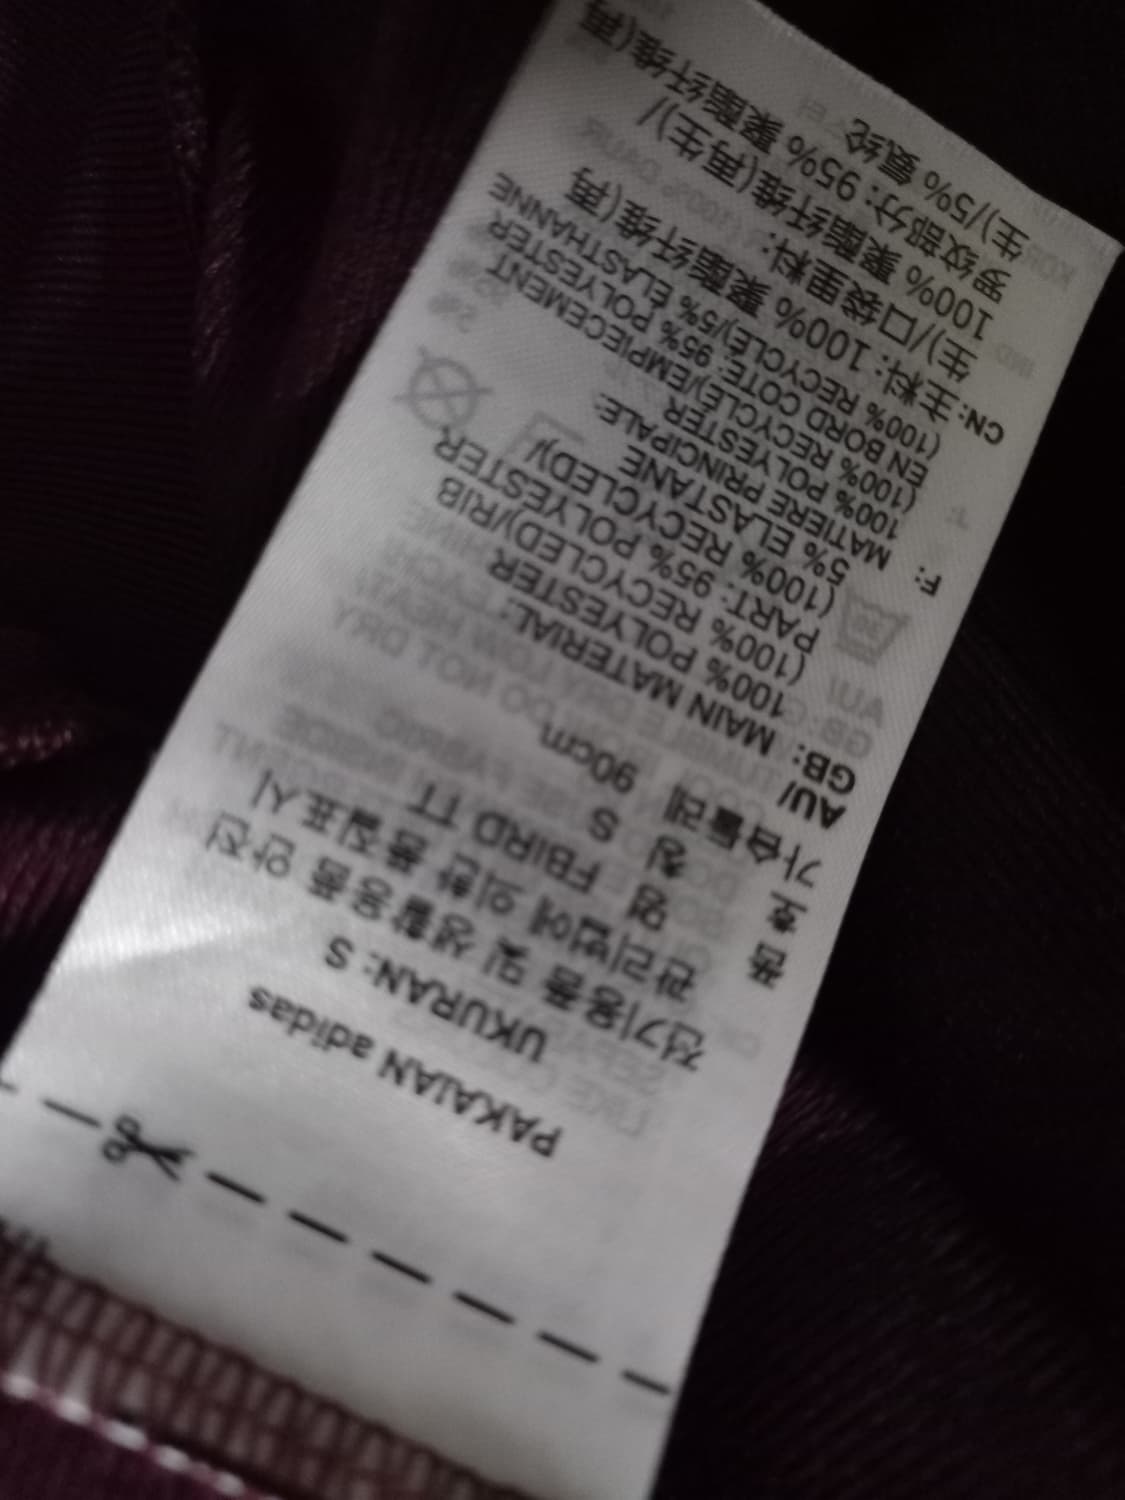 PAKAIAN adidas
UKURAN: S
전기용품 및 생활용품 안전
관리법에 의한 품질표시
품 명 FBIRD TT
호 칭 S
가슴둘레 90cm
AU/
GB: MAIN MATERIAL:
100% POLYESTER
(100% RECYCLED)/RIB
PART: 95% POLYESTER
(100% RECYCLED)/
5% ELASTANE
F: MATIERE PRINCIPALE:
100% POLYESTER
(100% RECYCLÉ)/EMPIECEMENT
EN BORD COTE: 95% POLYESTER
(100% RECYCLÉ)/5% ÉLASTHANNE
CN: 主料: 100% 聚酯纤维(再
生)/口袋里料:
100% 聚酯纤维(再生)/
罗纹部分: 95% 聚酯纤维(再
生)/5% 氨纶